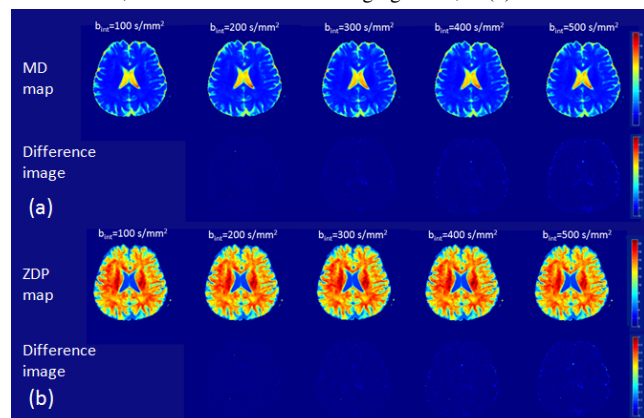 b_int=100 s/mm² b_int=200 s/mm² b_int=300 s/mm² b_int=400 s/mm² b_int=500 s/mm²
MD
map
Difference
image
(a)
b_int=100 s/mm² b_int=200 s/mm² b_int=300 s/mm² b_int=400 s/mm² b_int=500 s/mm²
ZDP
map
Difference
image
(b)